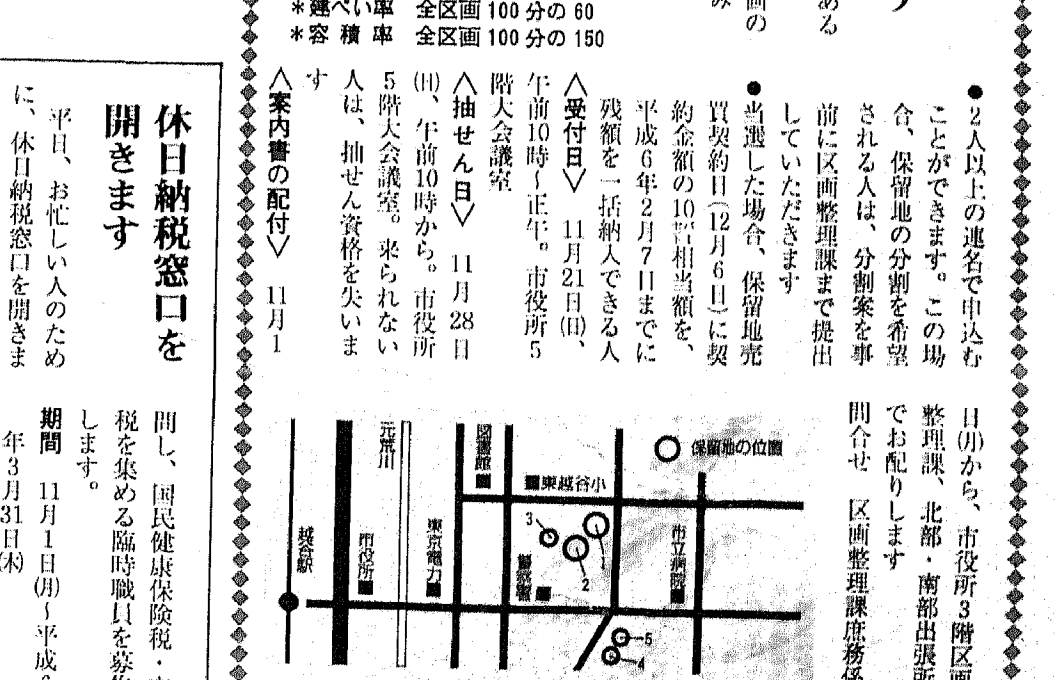 ある
画の
み
*建ぺい率 全区画100分の60
*容積率 全区画100分の150
●2人以上の連名で申込む
ことができます。この場
合、保留地の分割を希望
される人は、分割案を事
前に区画整理課まで提出
していただきます
●当選した場合、保留地売
買契約日(12月6日)に契
約金額の10㌫相当額を、
平成6年2月7日までに
残額を一括納入できる人
〈受付日〉 11月21日(日)、
午前10時〜正午。市役所5
階大会議室
〈抽せん日〉 11月28日
(日)、午前10時から。市役所
5階大会議室。来られない
人は、抽せん資格を失いま
す
〈案内書の配付〉 11月1
日(月)から、市役所3階区画
整理課、北部・南部出張所
でお配りします
問合せ 区画整理課庶務係
保留地の位置
元荒川
図書館
東越谷小
越谷駅
市役所
東京電力
警察署
市立病院
1
2
3
4
5
休日納税窓口を
開きます
平日、お忙しい人のため
に、休日納税窓口を開きま
問し、国民健康保険税・
税を集める臨時職員を募
します。
期間 11月1日(月)〜平成
年3月31日(木)